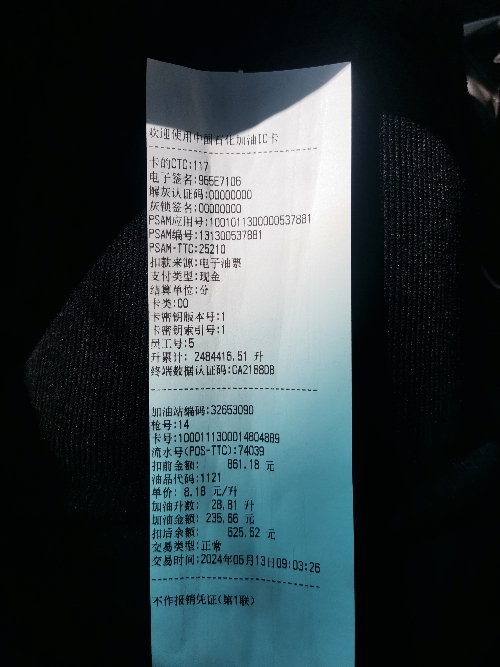 欢迎使用中国石化加油IC卡
卡的CTC:117
电子签名:965E7106
解灰认证码:00000000
灰锁签名:00000000
PSAM应用号:10010113000000537881
PSAM编号:131300537881
PSAM-TTC:25210
扣款来源:电子油票
支付类型:现金
结算单位:分
卡类:00
卡密钥版本号:1
卡密钥索引号:1
员工号:5
升累计: 2484416.51 升
终端数据认证码:CA2188DB
加油站编码:32653090
枪号:14
卡号:1000111300014804889
流水号(POS-TTC):74039
扣前金额: 861.18 元
油品代码:1121
单价: 8.18 元/升
加油升数: 28.81 升
加油金额: 235.66 元
扣后余额: 625.52 元
交易类型:正常
交易时间:2024年05月13日09:03:26
不作报销凭证(第1联)